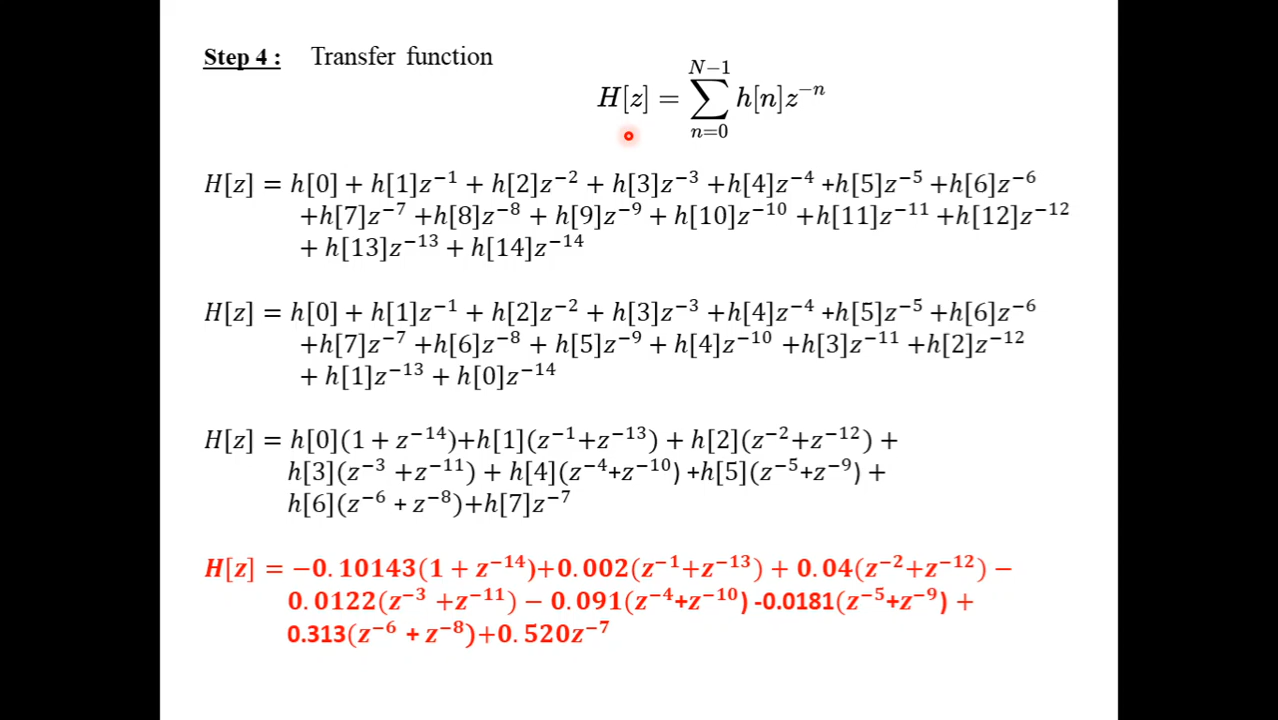 Step 4 : Transfer function
H[z] = ∑_{n=0}^{N−1} h[n]z⁻ⁿ
H[z] = h[0] + h[1]z⁻¹ + h[2]z⁻² + h[3]z⁻³ +h[4]z⁻⁴ +h[5]z⁻⁵ +h[6]z⁻⁶
+h[7]z⁻⁷ +h[8]z⁻⁸ + h[9]z⁻⁹ + h[10]z⁻¹⁰ +h[11]z⁻¹¹ +h[12]z⁻¹²
+ h[13]z⁻¹³ + h[14]z⁻¹⁴
H[z] = h[0] + h[1]z⁻¹ + h[2]z⁻² + h[3]z⁻³ +h[4]z⁻⁴ +h[5]z⁻⁵ +h[6]z⁻⁶
+h[7]z⁻⁷ +h[6]z⁻⁸ + h[5]z⁻⁹ + h[4]z⁻¹⁰ +h[3]z⁻¹¹ +h[2]z⁻¹²
+ h[1]z⁻¹³ + h[0]z⁻¹⁴
H[z] = h[0](1 + z⁻¹⁴)+h[1](z⁻¹+z⁻¹³) + h[2](z⁻²+z⁻¹²) +
h[3](z⁻³ +z⁻¹¹) + h[4](z⁻⁴+z⁻¹⁰) +h[5](z⁻⁵+z⁻⁹) +
h[6](z⁻⁶ + z⁻⁸)+h[7]z⁻⁷
H[z] = −0.10143(1 + z⁻¹⁴)+0.002(z⁻¹+z⁻¹³) + 0.04(z⁻²+z⁻¹²) −
0.0122(z⁻³ +z⁻¹¹) − 0.091(z⁻⁴+z⁻¹⁰) -0.0181(z⁻⁵+z⁻⁹) +
0.313(z⁻⁶ + z⁻⁸)+0.520z⁻⁷